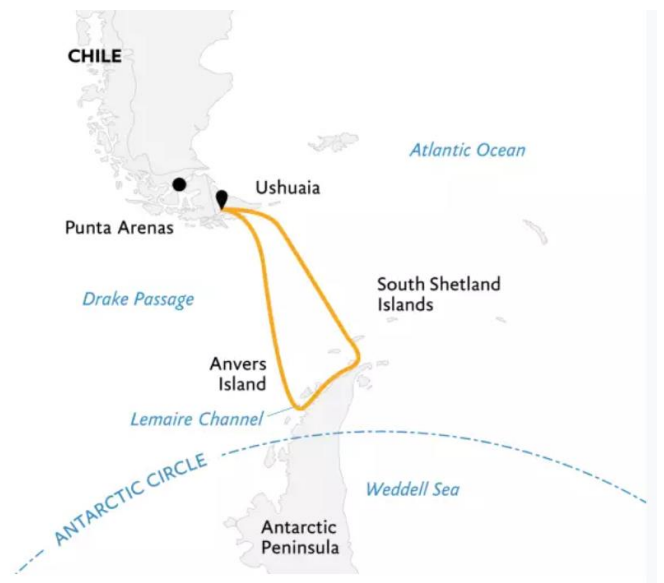 CHILE
Atlantic Ocean
Ushuaia
Punta Arenas
South Shetland
Islands
Drake Passage
Anvers
Island
Lemaire Channel
ANTARCTIC CIRCLE
Weddell Sea
Antarctic
Peninsula